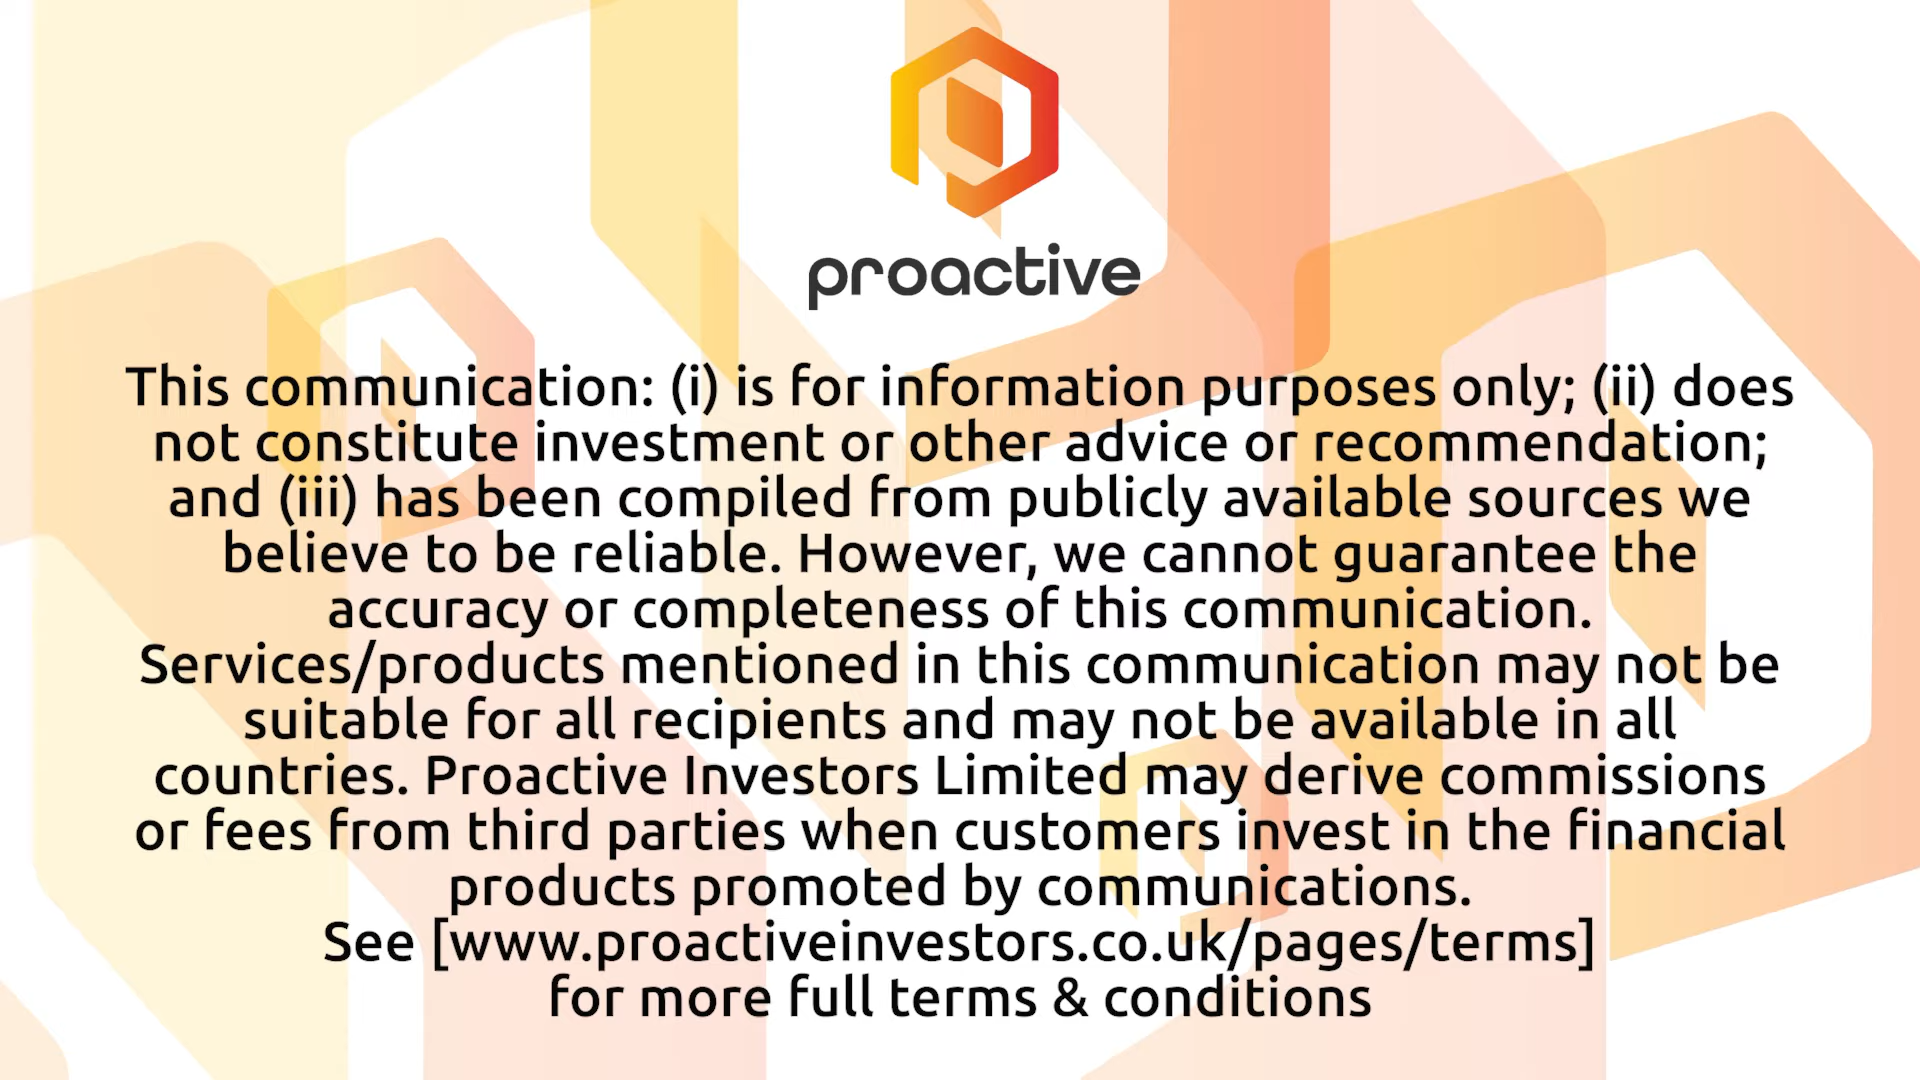 proactive
This communication: (i) is for information purposes only; (ii) does
not constitute investment or other advice or recommendation;
and (iii) has been compiled from publicly available sources we
believe to be reliable. However, we cannot guarantee the
accuracy or completeness of this communication.
Services/products mentioned in this communication may not be
suitable for all recipients and may not be available in all
countries. Proactive Investors Limited may derive commissions
or fees from third parties when customers invest in the financial
products promoted by communications.
See [www.proactiveinvestors.co.uk/pages/terms]
for more full terms & conditions